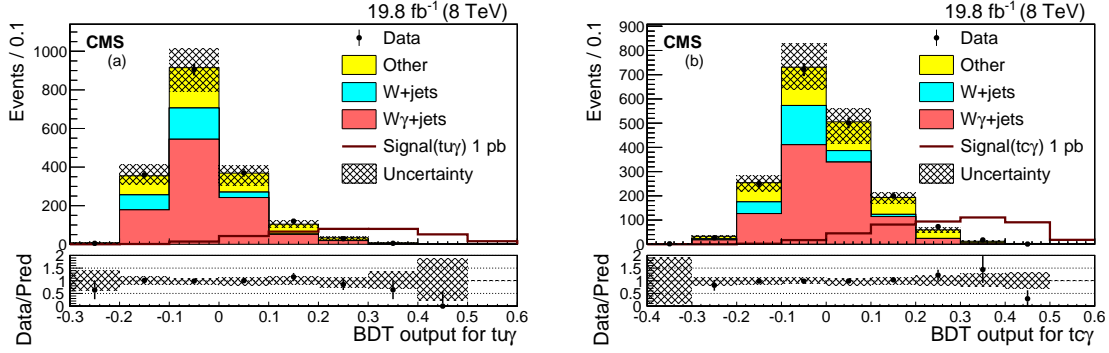 19.8 fb⁻¹ (8 TeV)
CMS
(a)
Events / 0.1
1000
800
600
400
200
0
Data
Other
W+jets
Wγ+jets
Signal(tuγ) 1 pb
Uncertainty
Data/Pred
2
1.5
1
0.5
0
-0.3 -0.2 -0.1 0 0.1 0.2 0.3 0.4 0.5 0.6
BDT output for tuγ
19.8 fb⁻¹ (8 TeV)
CMS
(b)
Events / 0.1
900
800
700
600
500
400
300
200
100
0
Data
Other
W+jets
Wγ+jets
Signal(tcγ) 1 pb
Uncertainty
Data/Pred
2
1.5
1
0.5
0
-0.4 -0.3 -0.2 -0.1 0 0.1 0.2 0.3 0.4 0.5 0.6
BDT output for tcγ